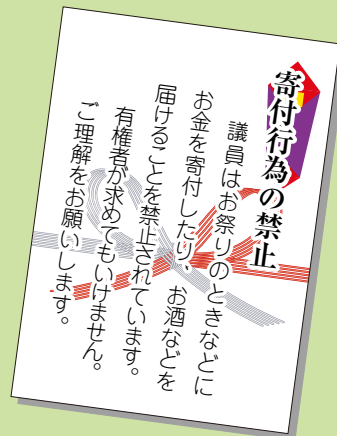 寄付行為の禁止
議員はお祭りのときなどに
お金を寄付したり、お酒などを
届けることを禁止されています。
有権者が求めてもいけません。
ご理解をお願いします。